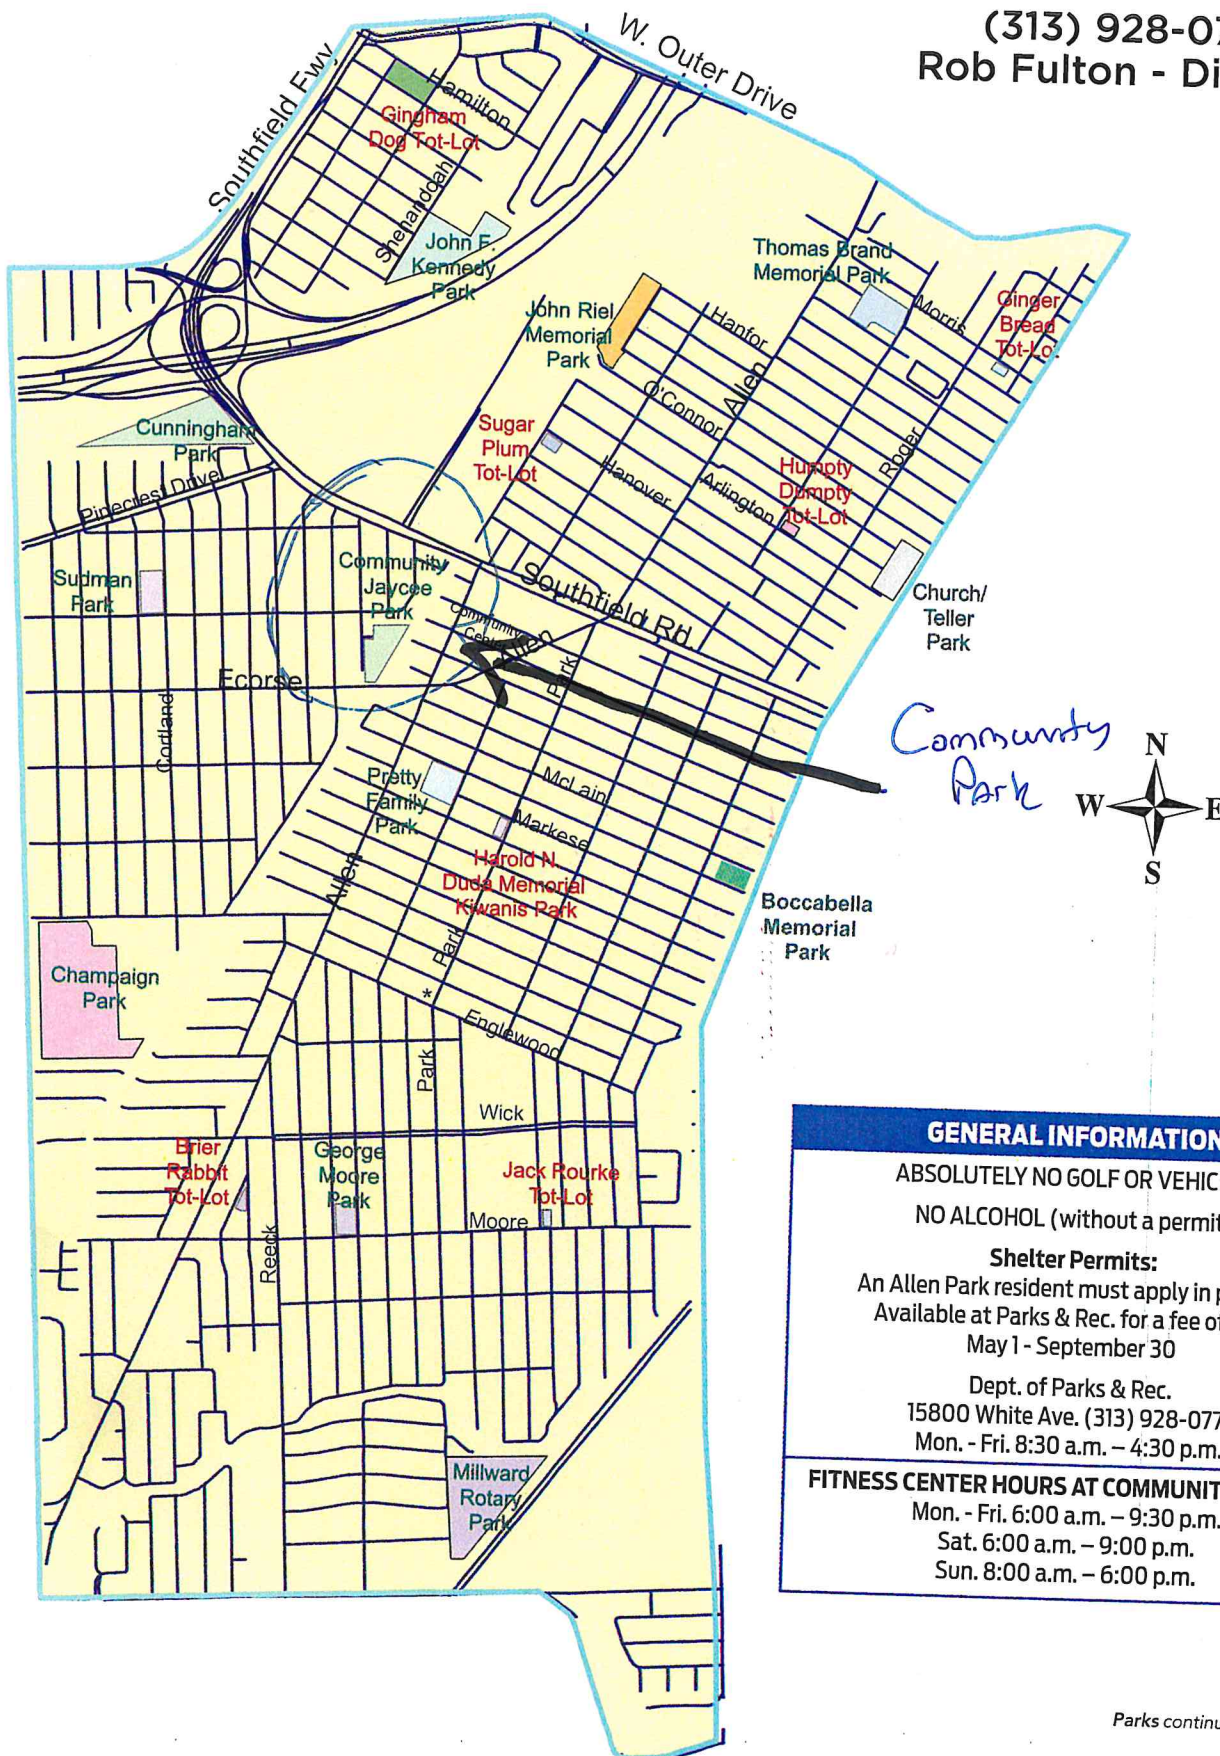 (313) 928-07
Rob Fulton - Di
W. Outer Drive
Southfield Fwy
Hamilton
Gingham
Dog Tot-Lot
Shenandoah
John F.
Kennedy
Park
Thomas Brand
Memorial Park
Morris
Ginger
Bread
Tot-Lo
John Riel
Memorial
Park
Hanfor
Allen
O'Connor
Cunningham
Park
Sugar
Plum
Tot-Lot
Hanover
Arlington
Humpty
Dumpty
Tot-Lot
Roger
Pinecrest Drive
Sudman
Park
Community
Jaycee
Park
Southfield Rd.
Church/
Teller
Park
Community
Allen
Park
Ecorse
Cortland
Community
Park
N
W
E
S
Pretty
Family
Park
McLain
Markese
Harold N.
Duda Memorial
Kiwanis Park
Allen
Park
*
Boccabella
Memorial
Park
Champaign
Park
Englewood
Park
Wick
Brier
Rabbit
Tot-Lot
George
Moore
Park
Jack Rourke
Tot-Lot
Moore
Reeck
Millward
Rotary
Park
GENERAL INFORMATION
ABSOLUTELY NO GOLF OR VEHIC
NO ALCOHOL (without a permit
Shelter Permits:
An Allen Park resident must apply in p
Available at Parks & Rec. for a fee of
May 1 - September 30
Dept. of Parks & Rec.
15800 White Ave. (313) 928-077
Mon. - Fri. 8:30 a.m. – 4:30 p.m.
FITNESS CENTER HOURS AT COMMUNIT
Mon. - Fri. 6:00 a.m. – 9:30 p.m.
Sat. 6:00 a.m. – 9:00 p.m.
Sun. 8:00 a.m. – 6:00 p.m.
Parks continu